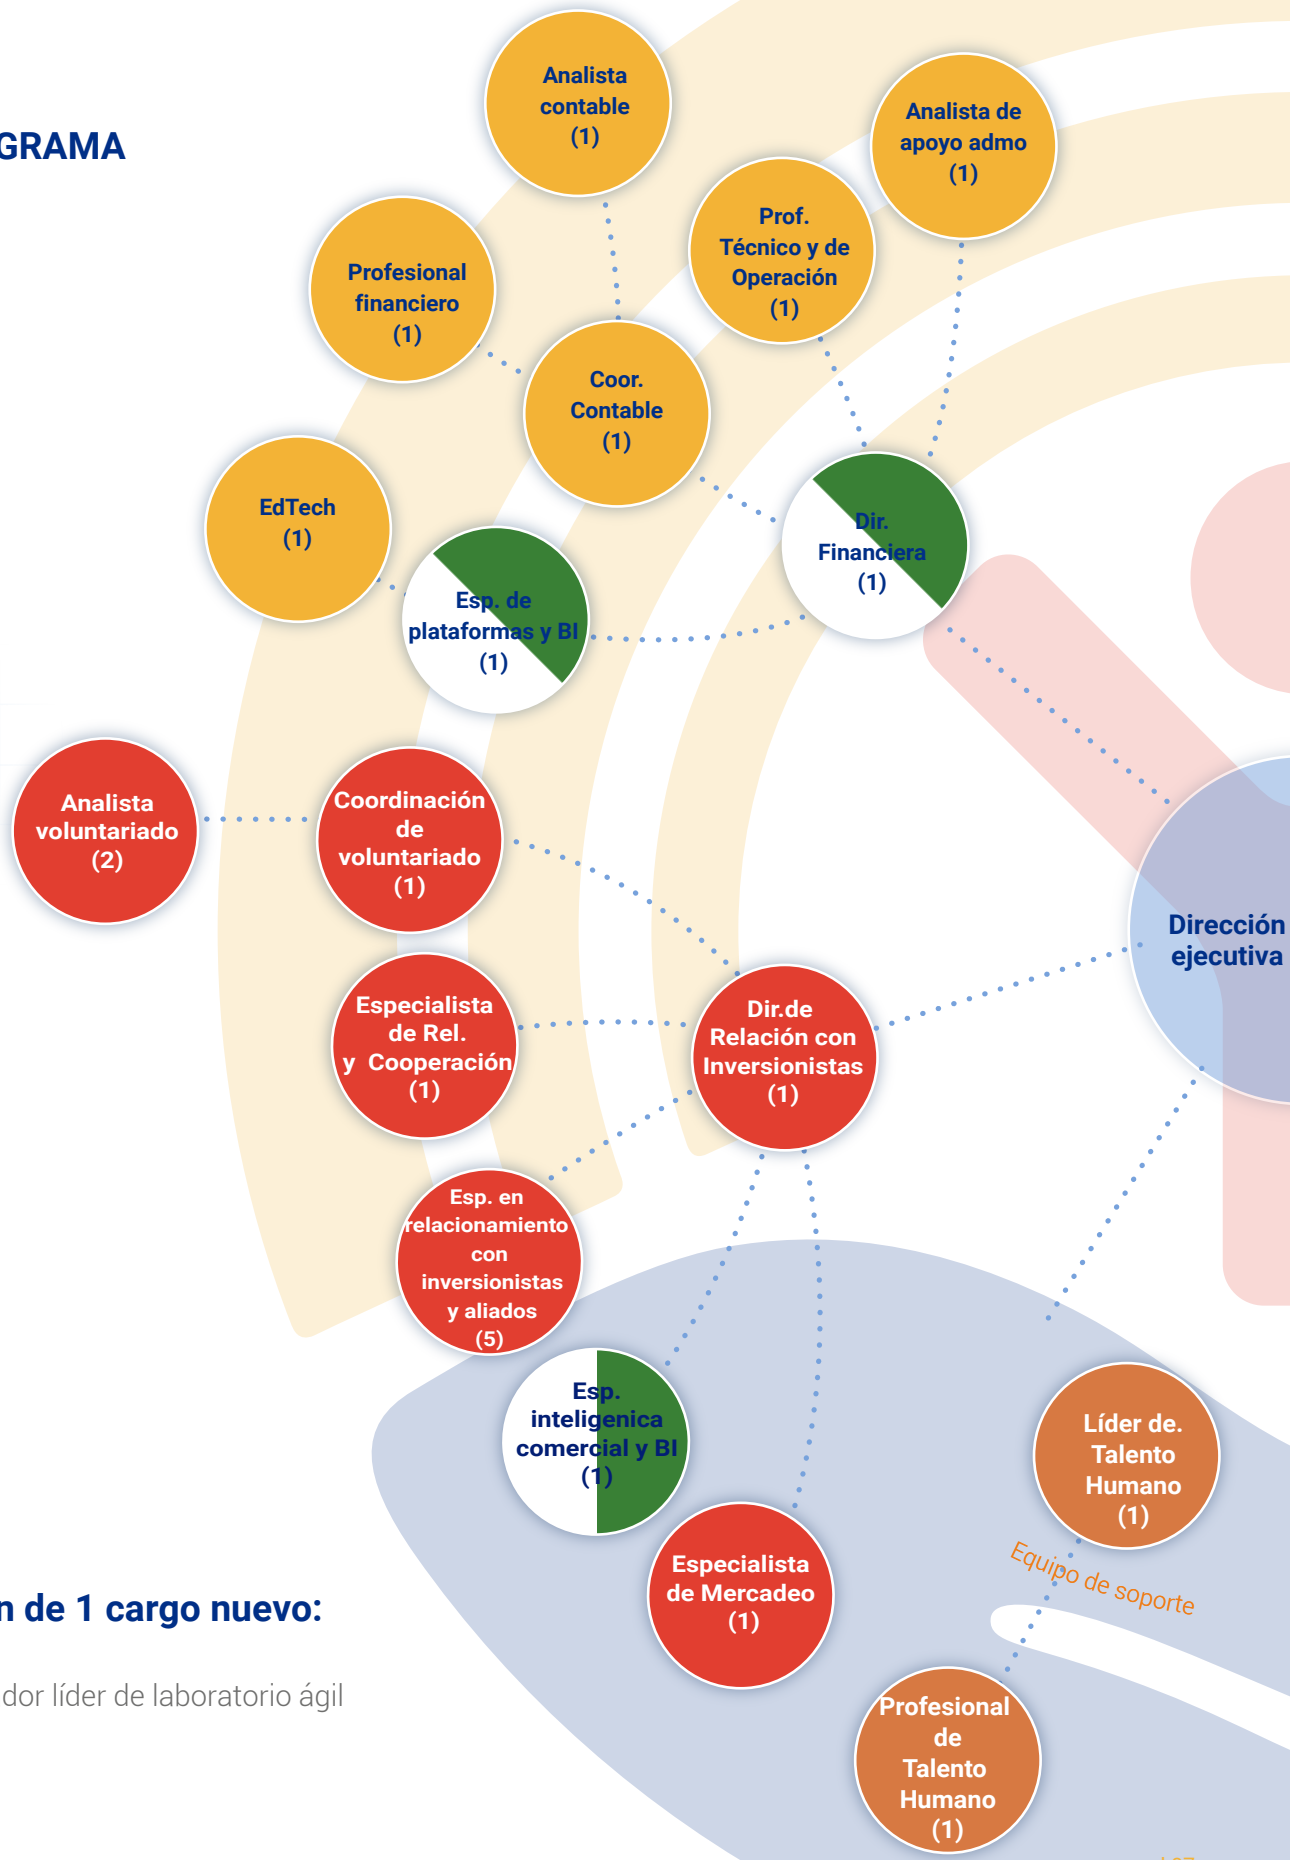 GRAMA
Analista
contable
(1)
Analista de
apoyo admo
(1)
Prof.
Técnico y de
Operación
(1)
Profesional
financiero
(1)
Coor.
Contable
(1)
EdTech
(1)
Dir.
Financiera
(1)
Esp. de
plataformas y BI
(1)
Analista
voluntariado
(2)
Coordinación
de
voluntariado
(1)
Dirección
ejecutiva
Especialista
de Rel.
y Cooperación
(1)
Dir.de
Relación con
Inversionistas
(1)
Esp. en
relacionamiento
con
inversionistas
y aliados
(5)
Esp.
inteligenica
comercial y BI
(1)
Líder de.
Talento
Humano
(1)
Especialista
de Mercadeo
(1)
Equipo de soporte
n de 1 cargo nuevo:
dor líder de laboratorio ágil
Profesional
de
Talento
Humano
(1)